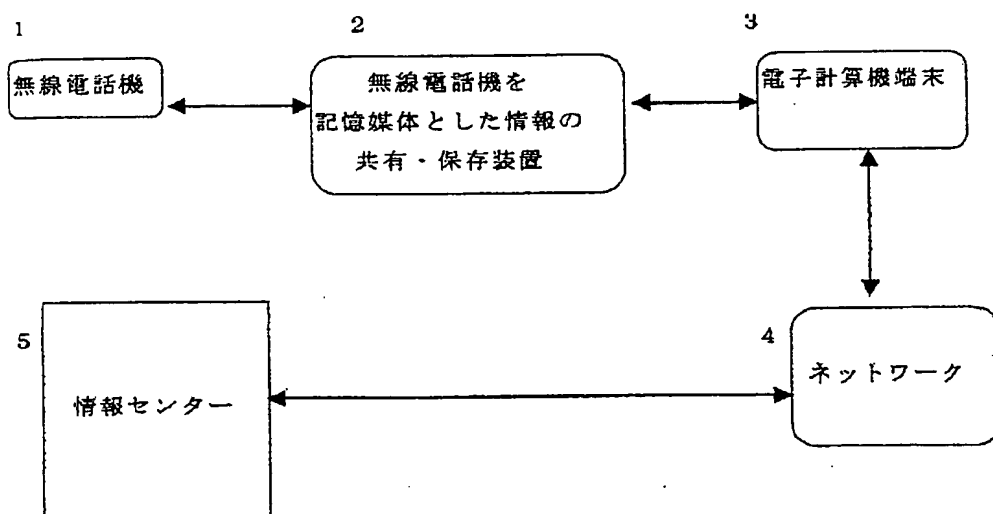 1
無線電話機
2
無線電話機を
記憶媒体とした情報の
共有・保存装置
3
電子計算機端末
4
ネットワーク
5
情報センター